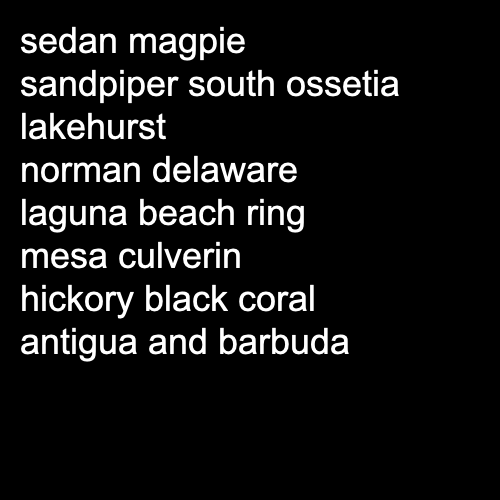 sedan magpie
sandpiper south ossetia
lakehurst
norman delaware
laguna beach ring
mesa culverin
hickory black coral
antigua and barbuda